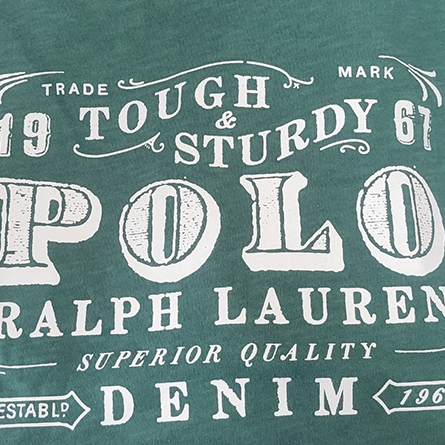 TRADE MARK
TOUGH
19 & 67
STURDY
POLO
RALPH LAUREN
SUPERIOR QUALITY
ESTABLD DENIM 196